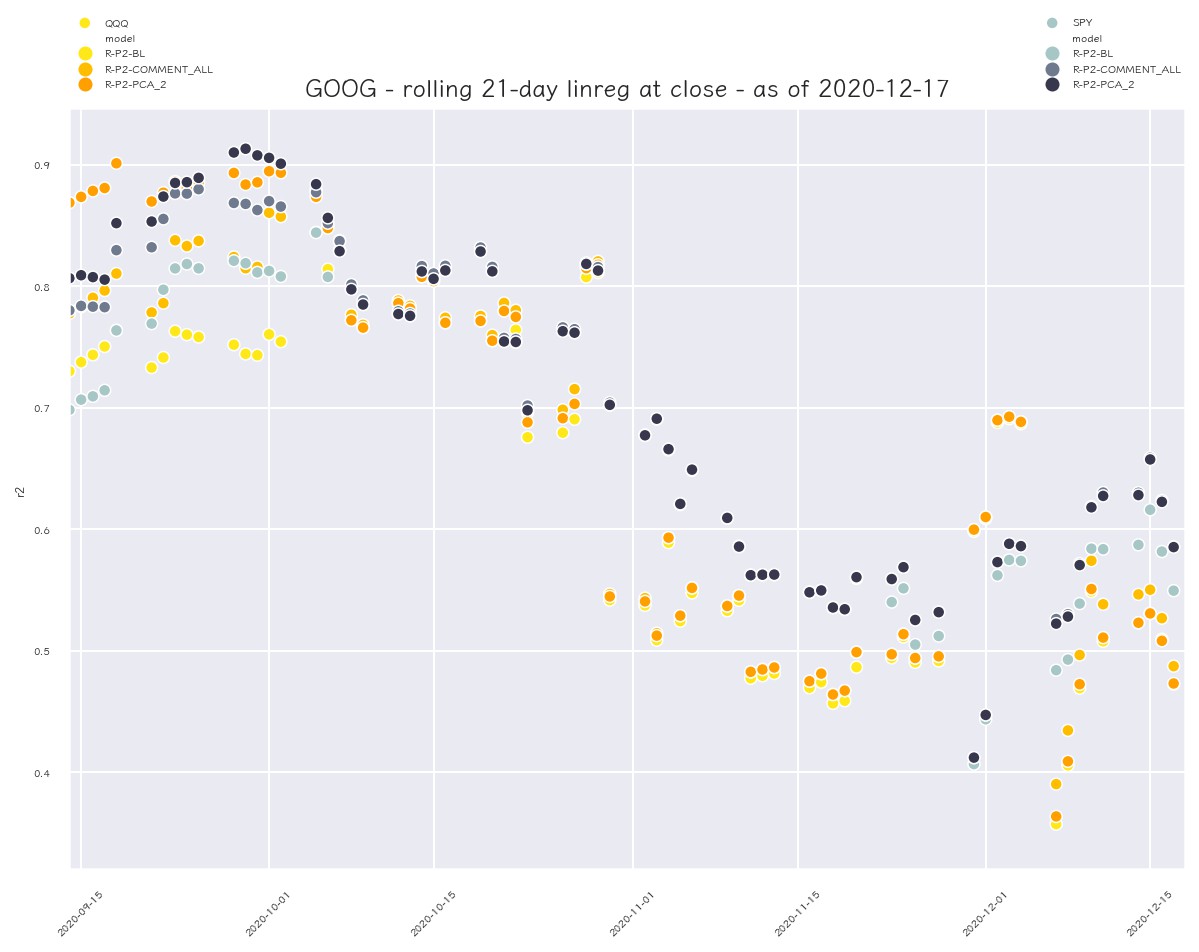 QQQ
model
R-P2-BL
R-P2-COMMENT_ALL
R-P2-PCA_2
SPY
model
R-P2-BL
R-P2-COMMENT_ALL
R-P2-PCA_2
GOOG - rolling 21-day linreg at close - as of 2020-12-17
0.9
0.8
0.7
0.6
0.5
0.4
r2
2020-09-15
2020-10-01
2020-10-15
2020-11-01
2020-11-15
2020-12-01
2020-12-15